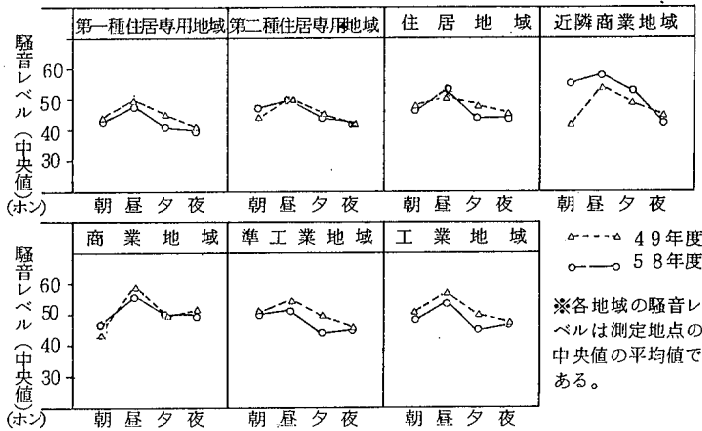 第一種住居専用地域 第二種住居専用地域 住居地域 近隣商業地域
騒音レベル(中央値)
60
50
40
30
(ホン)
朝 昼 夕 夜 朝 昼 夕 夜 朝 昼 夕 夜 朝 昼 夕 夜
商業地域 準工業地域 工業地域
騒音レベル(中央値)
60
50
40
30
(ホン)
朝 昼 夕 夜 朝 昼 夕 夜 朝 昼 夕 夜
49年度
58年度
※各地域の騒音レ
ベルは測定地点の
中央値の平均値で
ある。